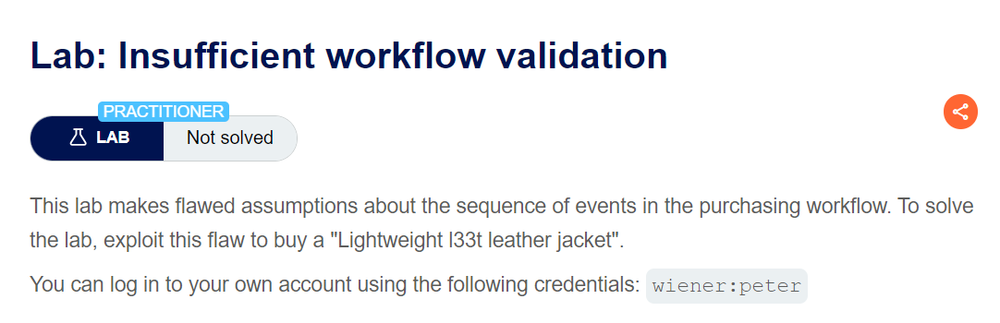 Lab: Insufficient workflow validation
PRACTITIONER
LAB Not solved
This lab makes flawed assumptions about the sequence of events in the purchasing workflow. To solve
the lab, exploit this flaw to buy a "Lightweight l33t leather jacket".
You can log in to your own account using the following credentials: wiener:peter